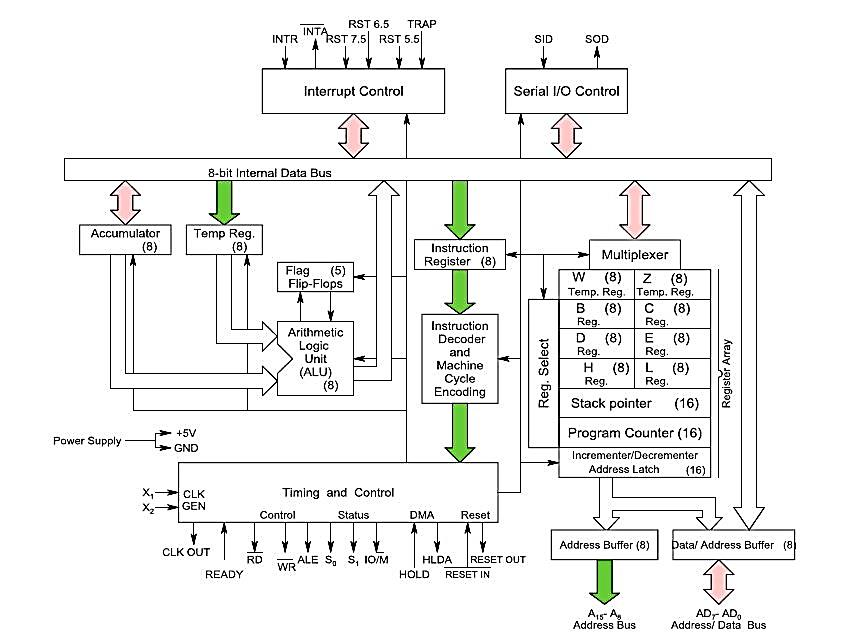 RST 6.5 TRAP
INTR INTA RST 7.5 RST 5.5 SID SOD
Interrupt Control
Serial I/O Control
8-bit Internal Data Bus
Accumulator
(8)
Temp Reg.
(8)
Instruction
Register (8)
Multiplexer
Flag (5)
Flip-Flops
W (8) Z (8)
Temp. Reg. Temp. Reg.
B (8) C (8)
Reg. Reg.
D (8) E (8)
Reg. Reg.
H (8) L (8)
Reg. Reg.
Stack pointer (16)
Program Counter (16)
Incrementer/Decrementer
Address Latch (16)
Reg. Select
Register Array
Arithmetic
Logic
Unit
(ALU)
(8)
Instruction
Decoder
and
Machine
Cycle
Encoding
Power Supply +5V
GND
X1 CLK
X2 GEN
Timing and Control
Control Status DMA Reset
CLK OUT
READY
RD
WR
ALE
S0
S1
IO/M
HOLD
HLDA
RESET IN
RESET OUT
Address Buffer (8)
Data/ Address Buffer (8)
A15- A8
Address Bus
AD7- AD0
Address/ Data Bus